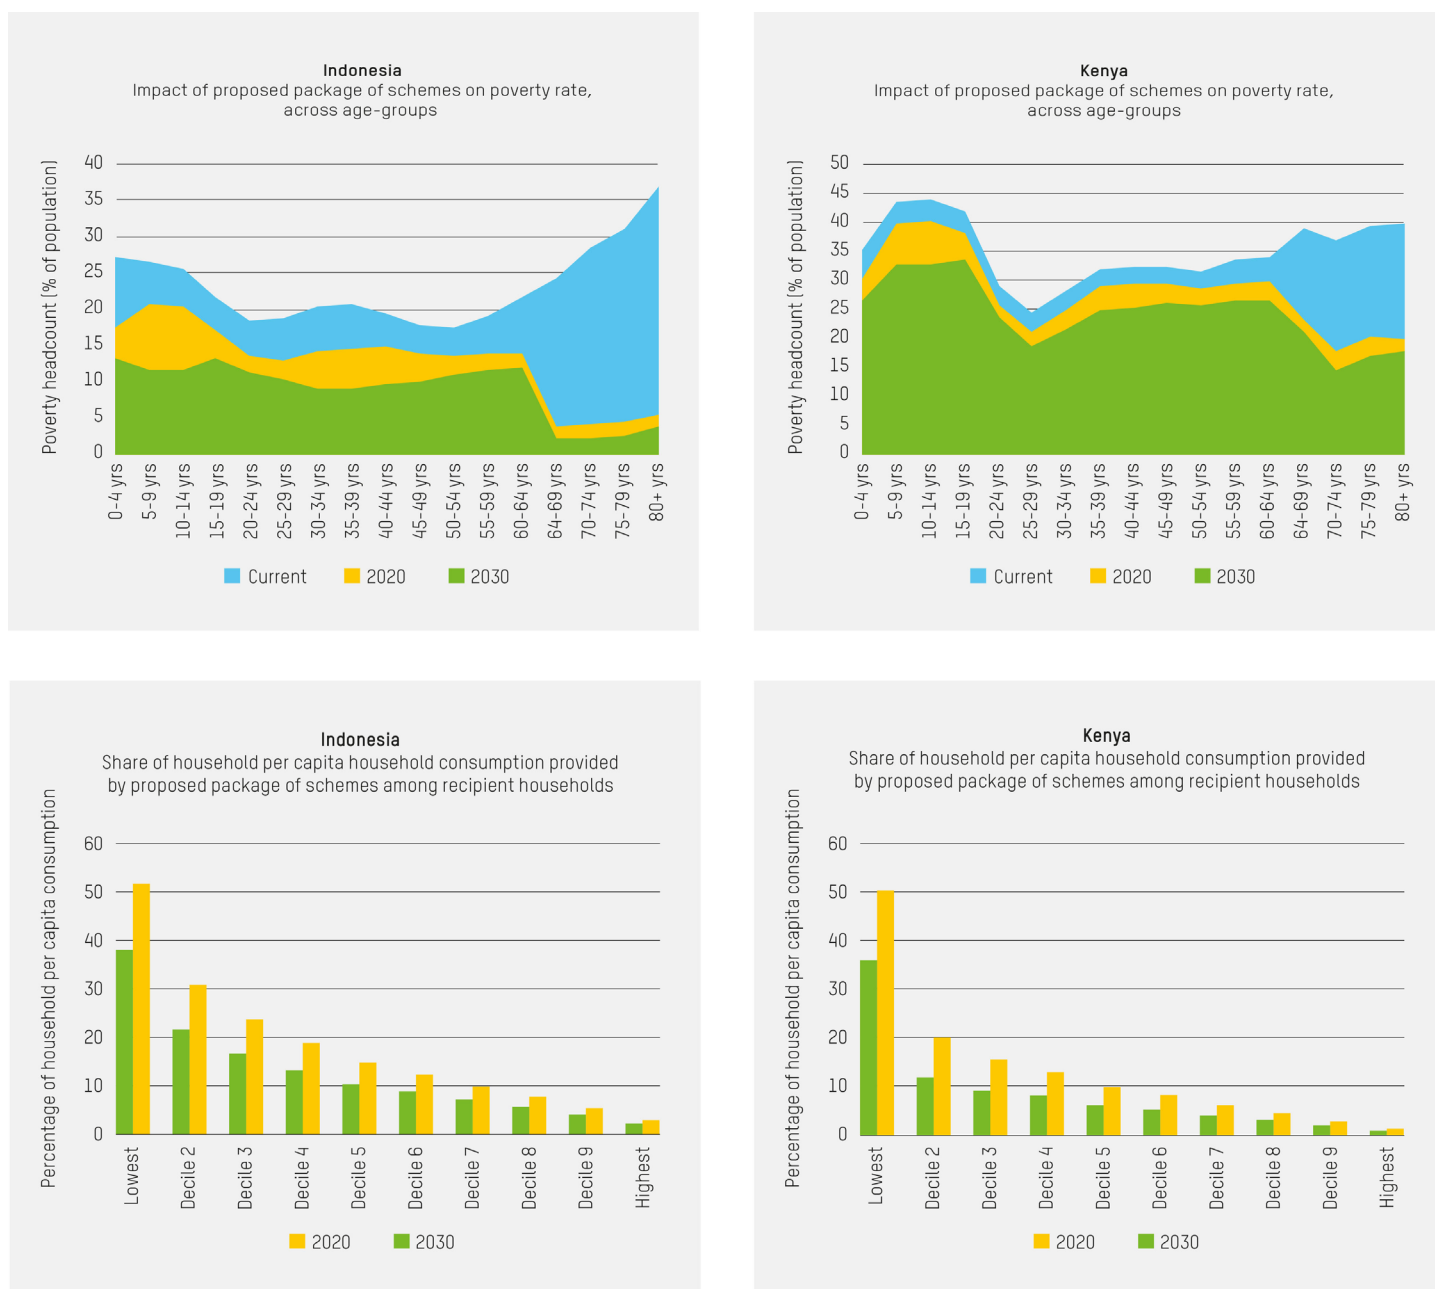 Indonesia
Impact of proposed package of schemes on poverty rate,
across age-groups
Poverty headcount (% of population)
40
35
30
25
20
15
10
5
0
0-4 yrs
5-9 yrs
10-14 yrs
15-19 yrs
20-24 yrs
25-29 yrs
30-34 yrs
35-39 yrs
40-44 yrs
45-49 yrs
50-54 yrs
55-59 yrs
60-64 yrs
64-69 yrs
70-74 yrs
75-79 yrs
80+ yrs
Current
2020
2030
Kenya
Impact of proposed package of schemes on poverty rate,
across age-groups
Poverty headcount (% of population)
50
45
40
35
30
25
20
15
10
5
0
0-4 yrs
5-9 yrs
10-14 yrs
15-19 yrs
20-24 yrs
25-29 yrs
30-34 yrs
35-39 yrs
40-44 yrs
45-49 yrs
50-54 yrs
55-59 yrs
60-64 yrs
64-69 yrs
70-74 yrs
75-79 yrs
80+ yrs
Current
2020
2030
Indonesia
Share of household per capita household consumption provided
by proposed package of schemes among recipient households
Percentage of household per capita consumption
60
50
40
30
20
10
0
Lowest
Decile 2
Decile 3
Decile 4
Decile 5
Decile 6
Decile 7
Decile 8
Decile 9
Highest
2020
2030
Kenya
Share of household per capita household consumption provided
by proposed package of schemes among recipient households
Percentage of household per capita consumption
60
50
40
30
20
10
0
Lowest
Decile 2
Decile 3
Decile 4
Decile 5
Decile 6
Decile 7
Decile 8
Decile 9
Highest
2020
2030